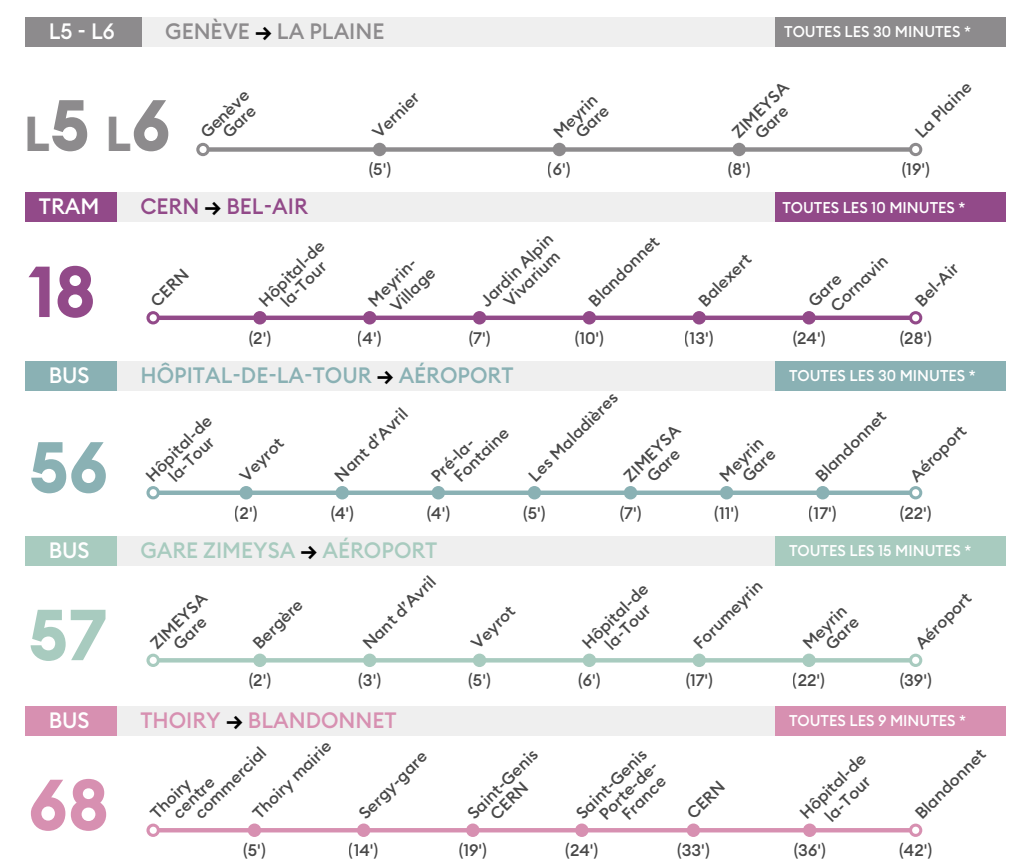 L5 - L6 GENÈVE → LA PLAINE TOUTES LES 30 MINUTES *
L5 L6
Genève
Gare
Vernier
Meyrin
Gare
ZIMEYSA
Gare
La Plaine
(5') (6') (8') (19')
TRAM CERN → BEL-AIR TOUTES LES 10 MINUTES *
18
CERN
Hôpital-de
la-Tour
Meyrin-
Village
Jardin Alpin
Vivarium
Blandonnet
Balexert
Gare
Cornavin
Bel-Air
(2') (4') (7') (10') (13') (24') (28')
BUS HÔPITAL-DE-LA-TOUR → AÉROPORT TOUTES LES 30 MINUTES *
56
Hôpital-de
la-Tour
Veyrot
Nant d'Avril
Pré-la-
Fontaine
Les Maladières
ZIMEYSA
Gare
Meyrin
Gare
Blandonnet
Aéroport
(2') (4') (4') (5') (7') (11') (17') (22')
BUS GARE ZIMEYSA → AÉROPORT TOUTES LES 15 MINUTES *
57
ZIMEYSA
Gare
Bergère
Nant d'Avril
Veyrot
Hôpital-de
la-Tour
Forumeyrin
Meyrin
Gare
Aéroport
(2') (3') (5') (6') (17') (22') (39')
BUS THOIRY → BLANDONNET TOUTES LES 9 MINUTES *
68
Thoiry
centre
commercial
Thoiry mairie
Sergy-gare
Saint-Genis
CERN
Saint-Genis
Porte-de-
France
CERN
Hôpital-de
la-Tour
Blandonnet
(5') (14') (19') (24') (33') (36') (42')